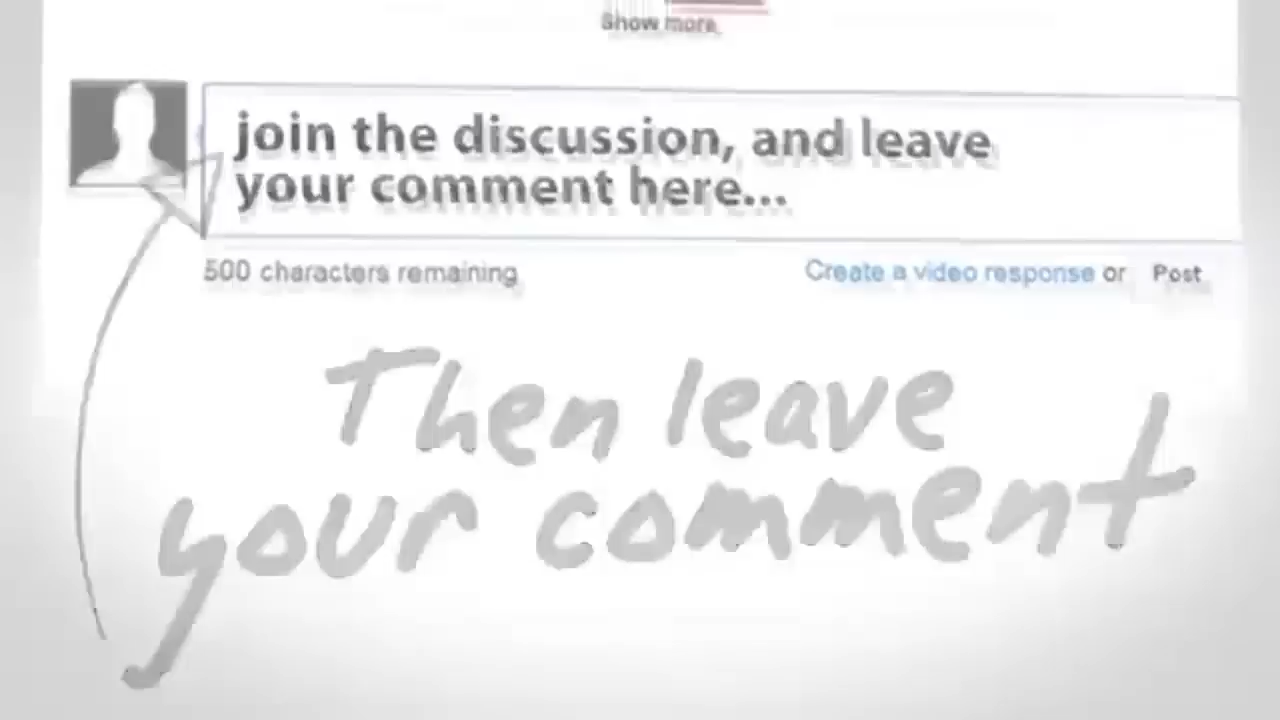 Show more
join the discussion, and leave
your comment here...
500 characters remaining
Create a video response or Post
Then leave
your comment